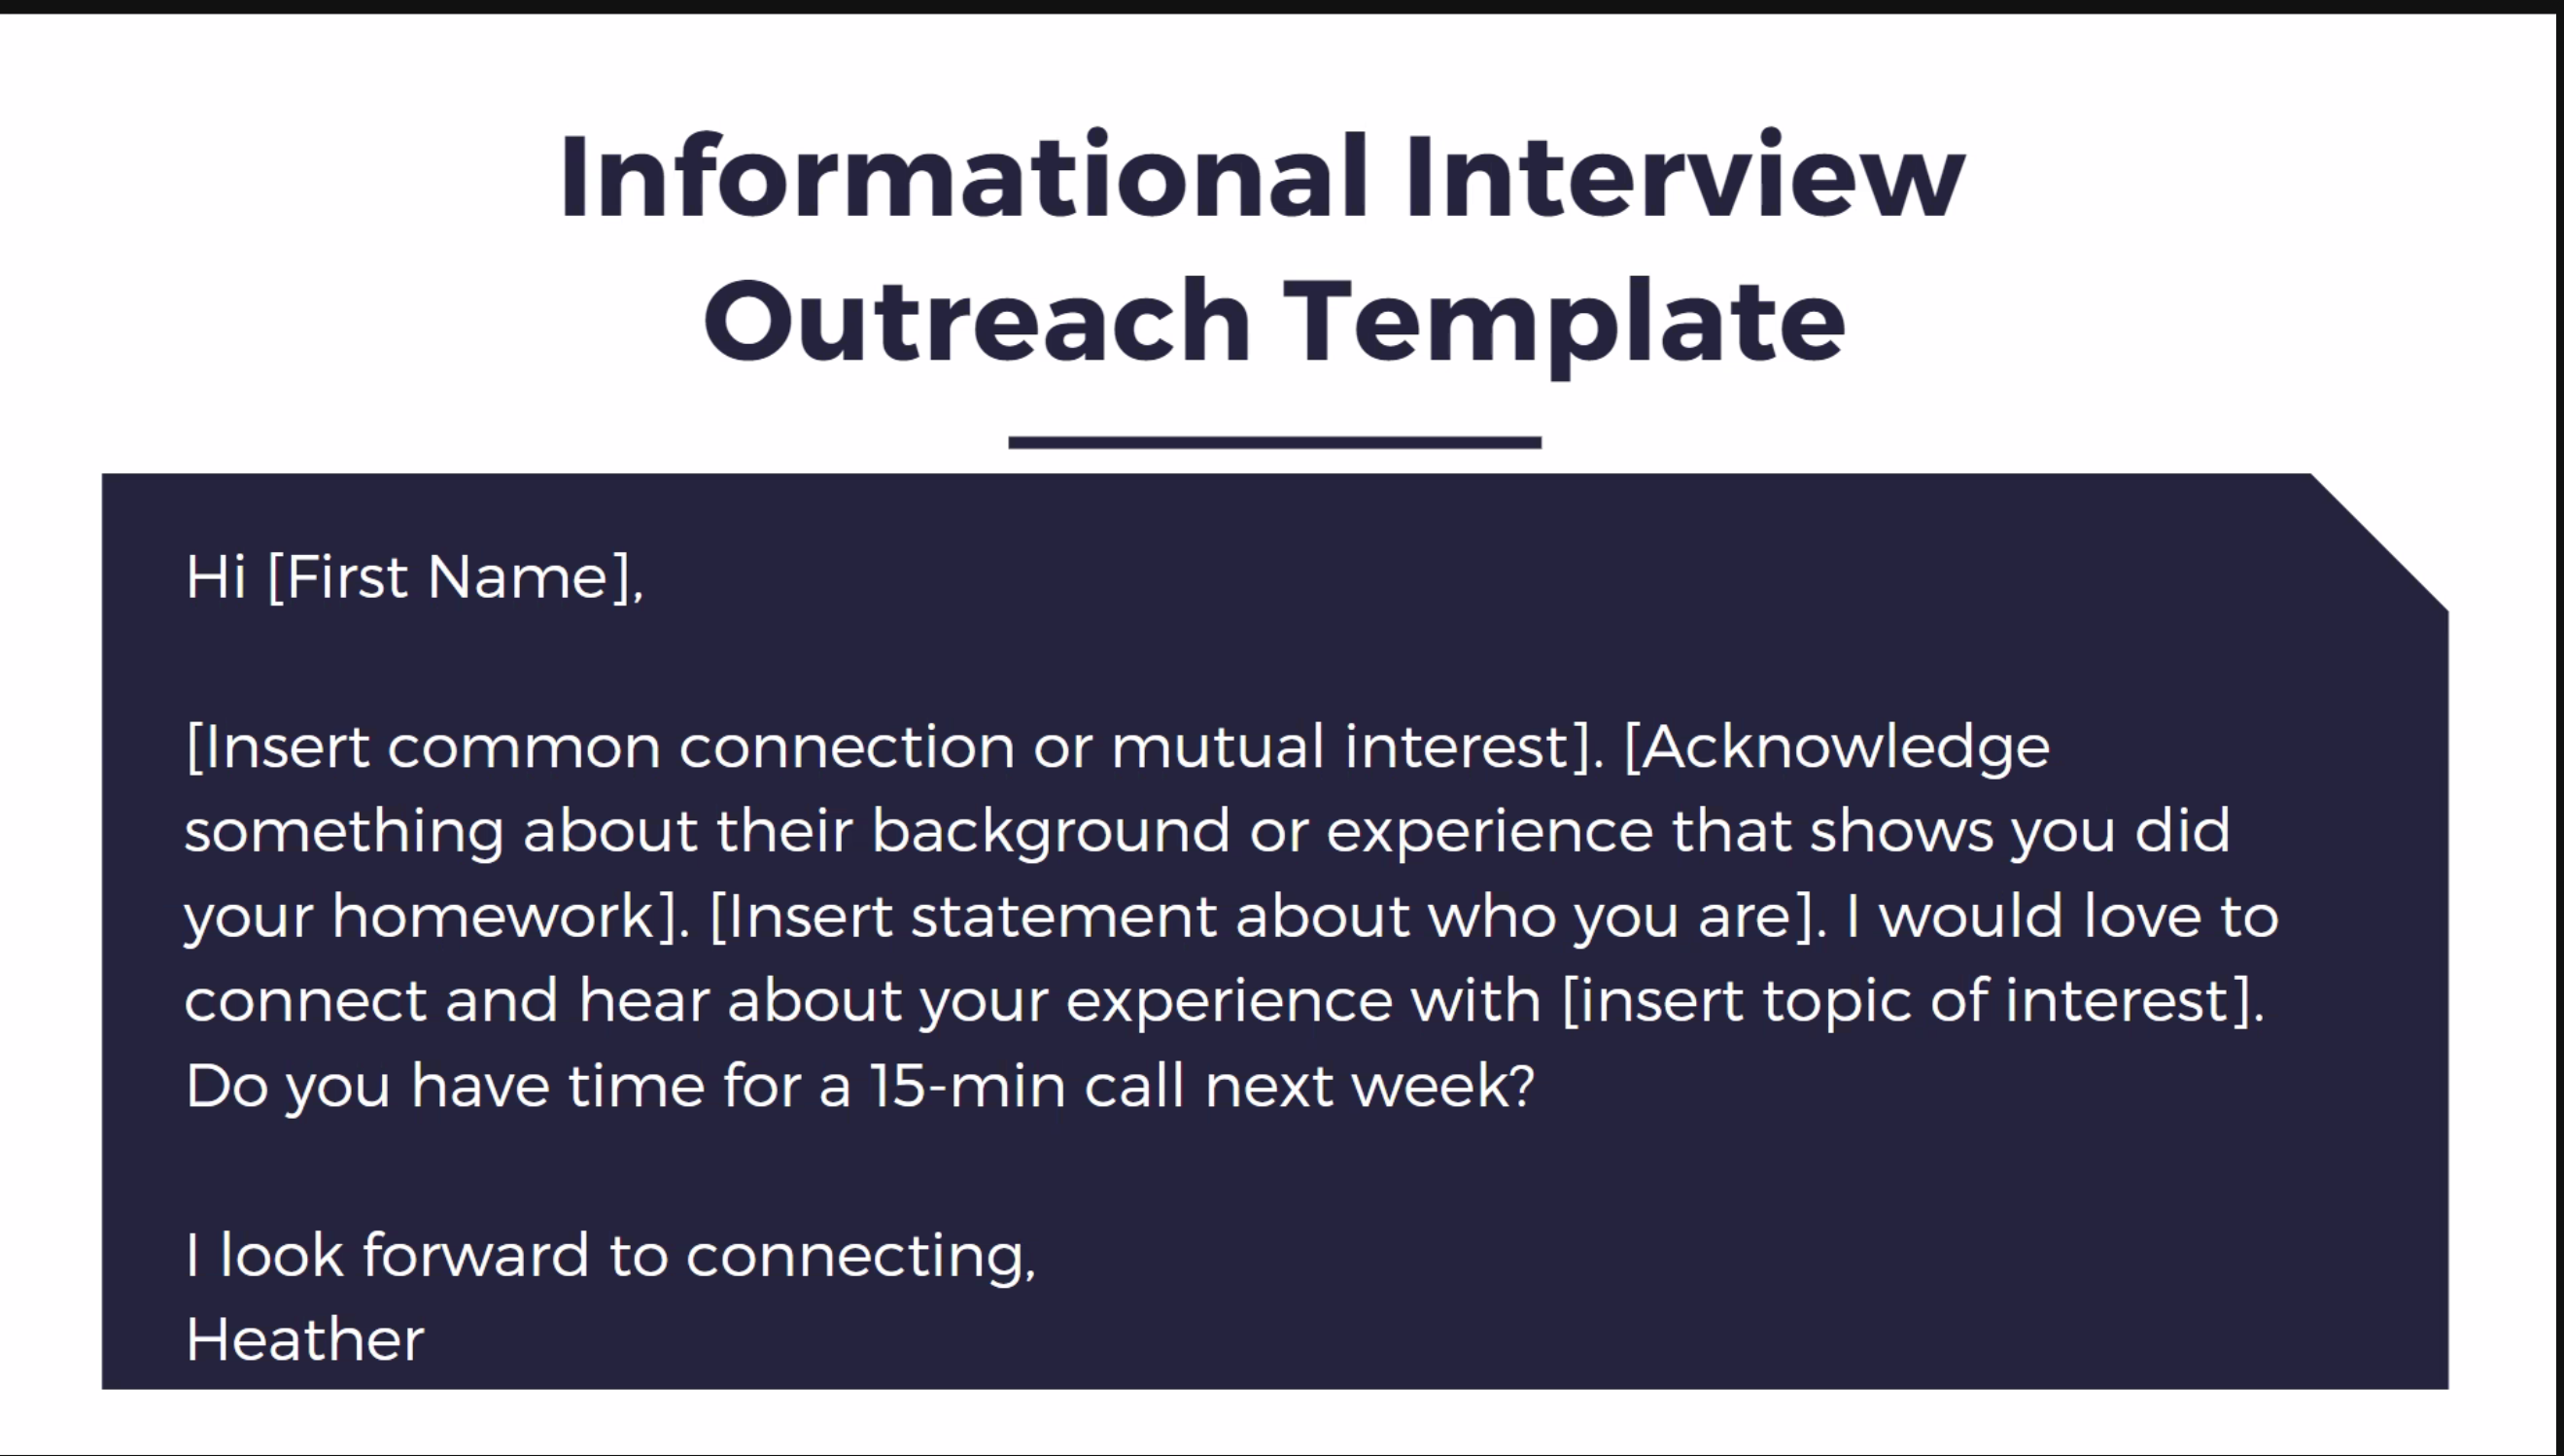 Informational Interview
Outreach Template
Hi [First Name],
[Insert common connection or mutual interest]. [Acknowledge
something about their background or experience that shows you did
your homework]. [Insert statement about who you are]. I would love to
connect and hear about your experience with [insert topic of interest].
Do you have time for a 15-min call next week?
I look forward to connecting,
Heather